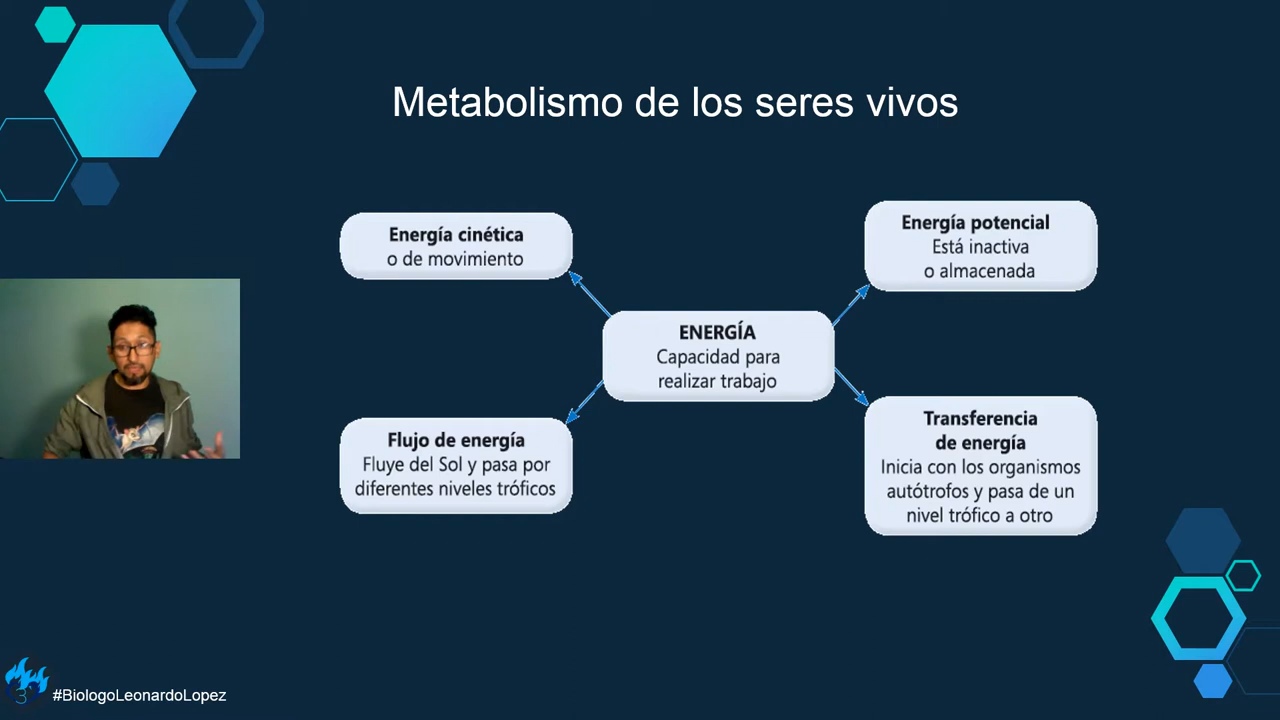 Metabolismo de los seres vivos
Energía cinética
o de movimiento
Energía potencial
Está inactiva
o almacenada
ENERGÍA
Capacidad para
realizar trabajo
Flujo de energía
Fluye del Sol y pasa por
diferentes niveles tróficos
Transferencia
de energía
Inicia con los organismos
autótrofos y pasa de un
nivel trófico a otro
3
#BiologoLeonardoLopez